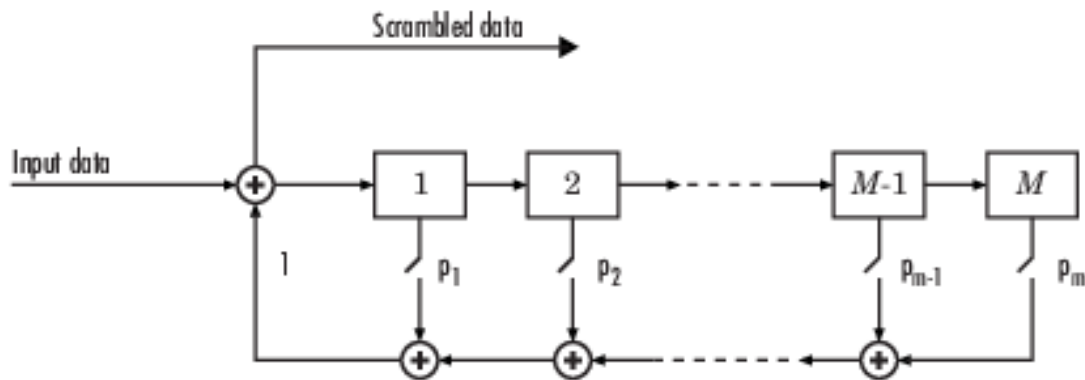 Scrambled data
Input data
1 2 M-1 M
1 p1 p2 pm-1 pm